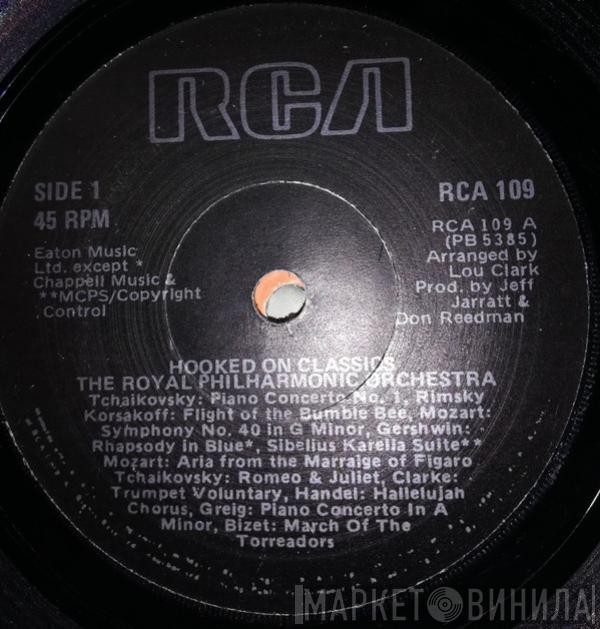 RCA
SIDE 1
45 RPM
Eaton Music
Ltd. except *
Chappell Music &
**MCPS/Copyright
Control
RCA 109
RCA 109 A
(PB 5385)
Arranged by
Lou Clark
Prod. by Jeff
Jarratt &
Don Reedman
HOOKED ON CLASSICS
THE ROYAL PHILHARMONIC ORCHESTRA
Tchaikovsky: Piano Concerto No. 1, Rimsky
Korsakoff: Flight of the Bumble Bee, Mozart:
Symphony No. 40 in G Minor, Gershwin:
Rhapsody in Blue*, Sibelius Karelia Suite**
Mozart: Aria from the Marraige of Figaro
Tchaikovsky: Romeo & Juliet, Clarke:
Trumpet Voluntary, Handel: Hallelujah
Chorus, Greig: Piano Concerto In A
Minor, Bizet: March Of The
Torreadors
МАРКЕТ ВИНИЛА